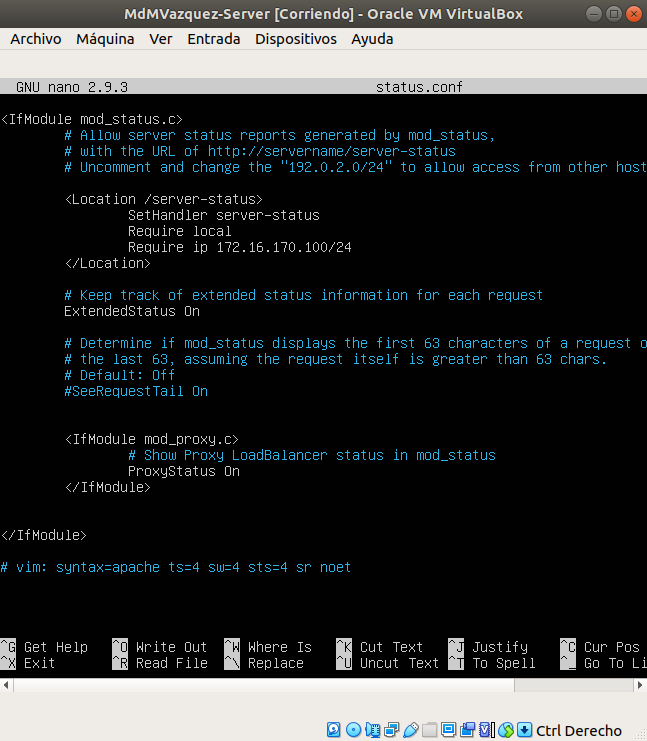 MdMVazquez-Server [Corriendo] - Oracle VM VirtualBox
Archivo Máquina Ver Entrada Dispositivos Ayuda
GNU nano 2.9.3 status.conf
<IfModule mod_status.c>
# Allow server status reports generated by mod_status,
# with the URL of http://servername/server-status
# Uncomment and change the "192.0.2.0/24" to allow access from other host
<Location /server-status>
SetHandler server-status
Require local
Require ip 172.16.170.100/24
</Location>
# Keep track of extended status information for each request
ExtendedStatus On
# Determine if mod_status displays the first 63 characters of a request o
# the last 63, assuming the request itself is greater than 63 chars.
# Default: Off
#SeeRequestTail On
<IfModule mod_proxy.c>
# Show Proxy LoadBalancer status in mod_status
ProxyStatus On
</IfModule>
</IfModule>
# vim: syntax=apache ts=4 sw=4 sts=4 sr noet
^G Get Help ^O Write Out ^W Where Is ^K Cut Text ^J Justify ^C Cur Pos
^X Exit ^R Read File ^\ Replace ^U Uncut Text ^T To Spell ^_ Go To Li
Ctrl Derecho